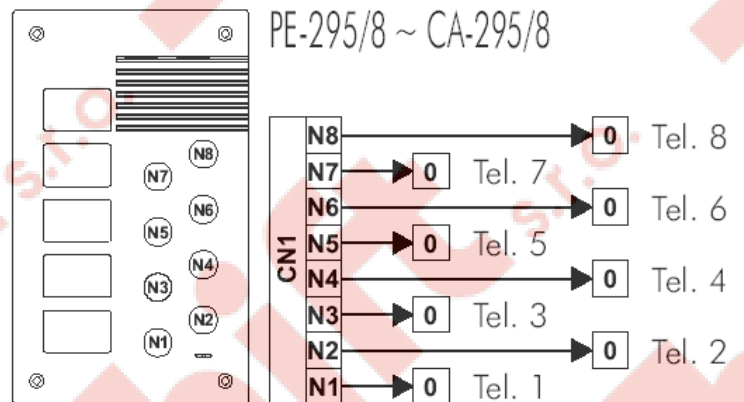 PE-295/8 ~ CA-295/8
N8
N7
N6
N5
N4
N3
N2
N1
CN1
N8 0 Tel. 8
N7 0 Tel. 7
N6 0 Tel. 6
N5 0 Tel. 5
N4 0 Tel. 4
N3 0 Tel. 3
N2 0 Tel. 2
N1 0 Tel. 1
s.r.o.
s.r.o.